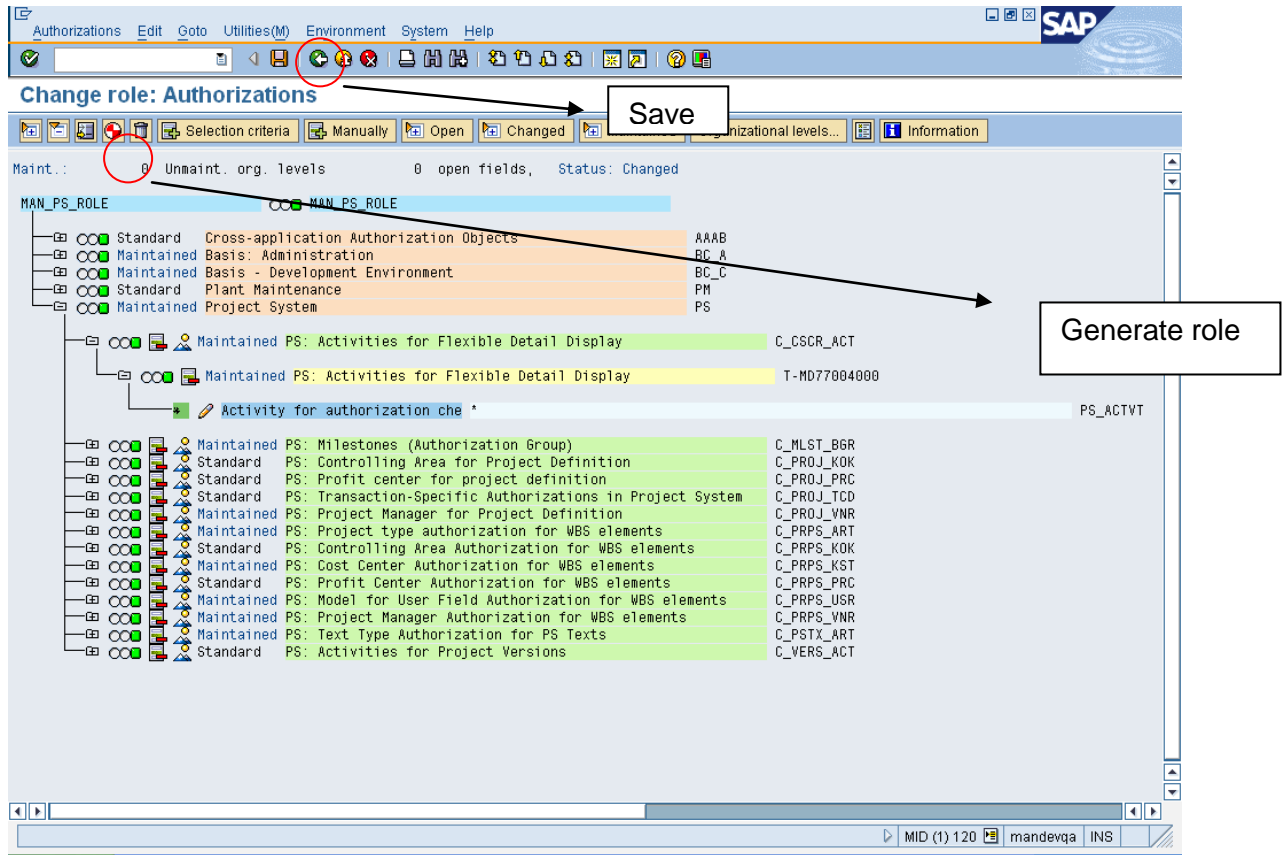 Authorizations Edit Goto Utilities(M) Environment System Help
SAP
Change role: Authorizations
Save
Selection criteria Manually Open Changed Organizational levels... Information
Maint.: 0 Unmaint. org. levels 0 open fields, Status: Changed
MAN_PS_ROLE MAN_PS_ROLE
Standard Cross-application Authorization Objects AAAB
Maintained Basis: Administration BC_A
Maintained Basis - Development Environment BC_C
Standard Plant Maintenance PM
Maintained Project System PS
Generate role
Maintained PS: Activities for Flexible Detail Display C_CSCR_ACT
Maintained PS: Activities for Flexible Detail Display T-MD77004000
* Activity for authorization che * PS_ACTVT
Maintained PS: Milestones (Authorization Group) C_MLST_BGR
Standard PS: Controlling Area for Project Definition C_PROJ_KOK
Standard PS: Profit center for project definition C_PROJ_PRC
Standard PS: Transaction-Specific Authorizations in Project System C_PROJ_TCD
Maintained PS: Project Manager for Project Definition C_PROJ_VNR
Maintained PS: Project type authorization for WBS elements C_PRPS_ART
Standard PS: Controlling Area Authorization for WBS elements C_PRPS_KOK
Maintained PS: Cost Center Authorization for WBS elements C_PRPS_KST
Standard PS: Profit Center Authorization for WBS elements C_PRPS_PRC
Maintained PS: Model for User Field Authorization for WBS elements C_PRPS_USR
Maintained PS: Project Manager Authorization for WBS elements C_PRPS_VNR
Maintained PS: Text Type Authorization for PS Texts C_PSTX_ART
Standard PS: Activities for Project Versions C_VERS_ACT
MID (1) 120 mandevqa INS